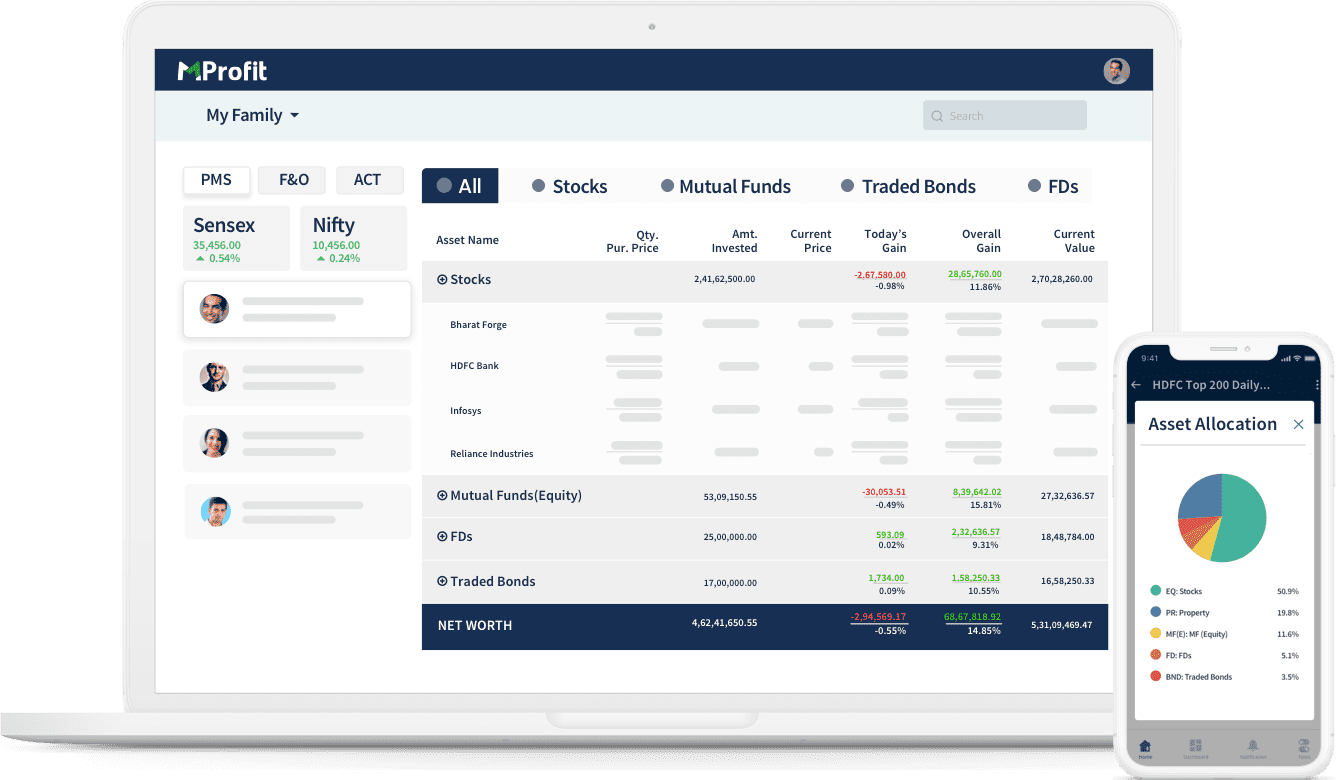 MProfit
My Family
Search
PMS F&O ACT
Sensex
35,456.00
0.54%
Nifty
10,456.00
0.24%
All Stocks Mutual Funds Traded Bonds FDs
Asset Name Qty. Pur. Price Amt. Invested Current Price Today's Gain Overall Gain Current Value
Stocks 2,41,62,500.00 -2,67,580.00 28,65,760.00 2,70,28,260.00
-0.98% 11.86%
Bharat Forge
HDFC Bank
Infosys
Reliance Industries
Mutual Funds(Equity) 53,09,150.55 -30,053.51 8,39,642.02 27,32,636.57
-0.49% 15.81%
FDs 25,00,000.00 593.09 2,32,636.57 18,48,784.00
0.02% 9.31%
Traded Bonds 17,00,000.00 1,734.00 1,58,250.33 16,58,250.33
0.09% 10.55%
NET WORTH 4,62,41,650.55 -2,94,569.17 68,67,818.92 5,31,09,469.47
-0.55% 14.85%
9:41
HDFC Top 200 Daily...
Asset Allocation
EQ: Stocks 50.9%
PR: Property 19.8%
MF(E): MF (Equity) 11.6%
FD: FDs 5.1%
BND: Traded Bonds 3.5%
Home